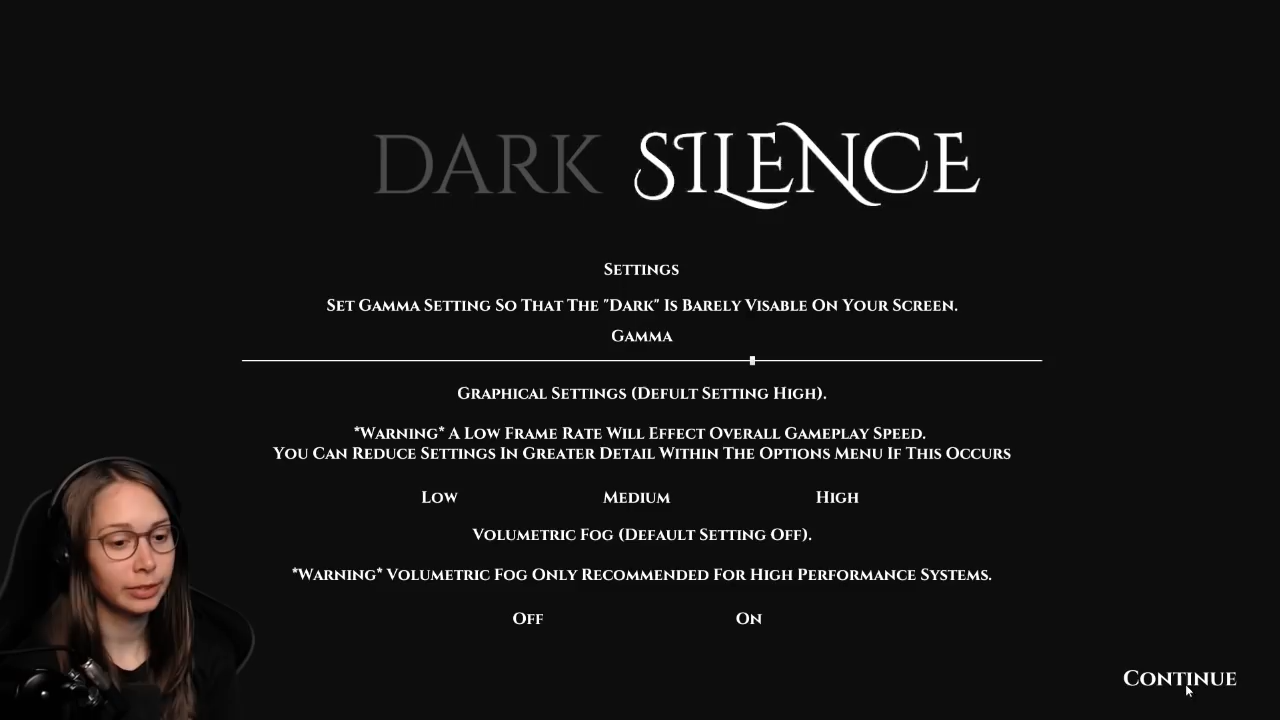 DARK SILENCE
SETTINGS
SET GAMMA SETTING SO THAT THE "DARK" IS BARELY VISABLE ON YOUR SCREEN.
GAMMA
GRAPHICAL SETTINGS (DEFULT SETTING HIGH).
*WARNING* A LOW FRAME RATE WILL EFFECT OVERALL GAMEPLAY SPEED.
YOU CAN REDUCE SETTINGS IN GREATER DETAIL WITHIN THE OPTIONS MENU IF THIS OCCURS
LOW MEDIUM HIGH
VOLUMETRIC FOG (DEFAULT SETTING OFF).
*WARNING* VOLUMETRIC FOG ONLY RECOMMENDED FOR HIGH PERFORMANCE SYSTEMS.
OFF ON
CONTINUE